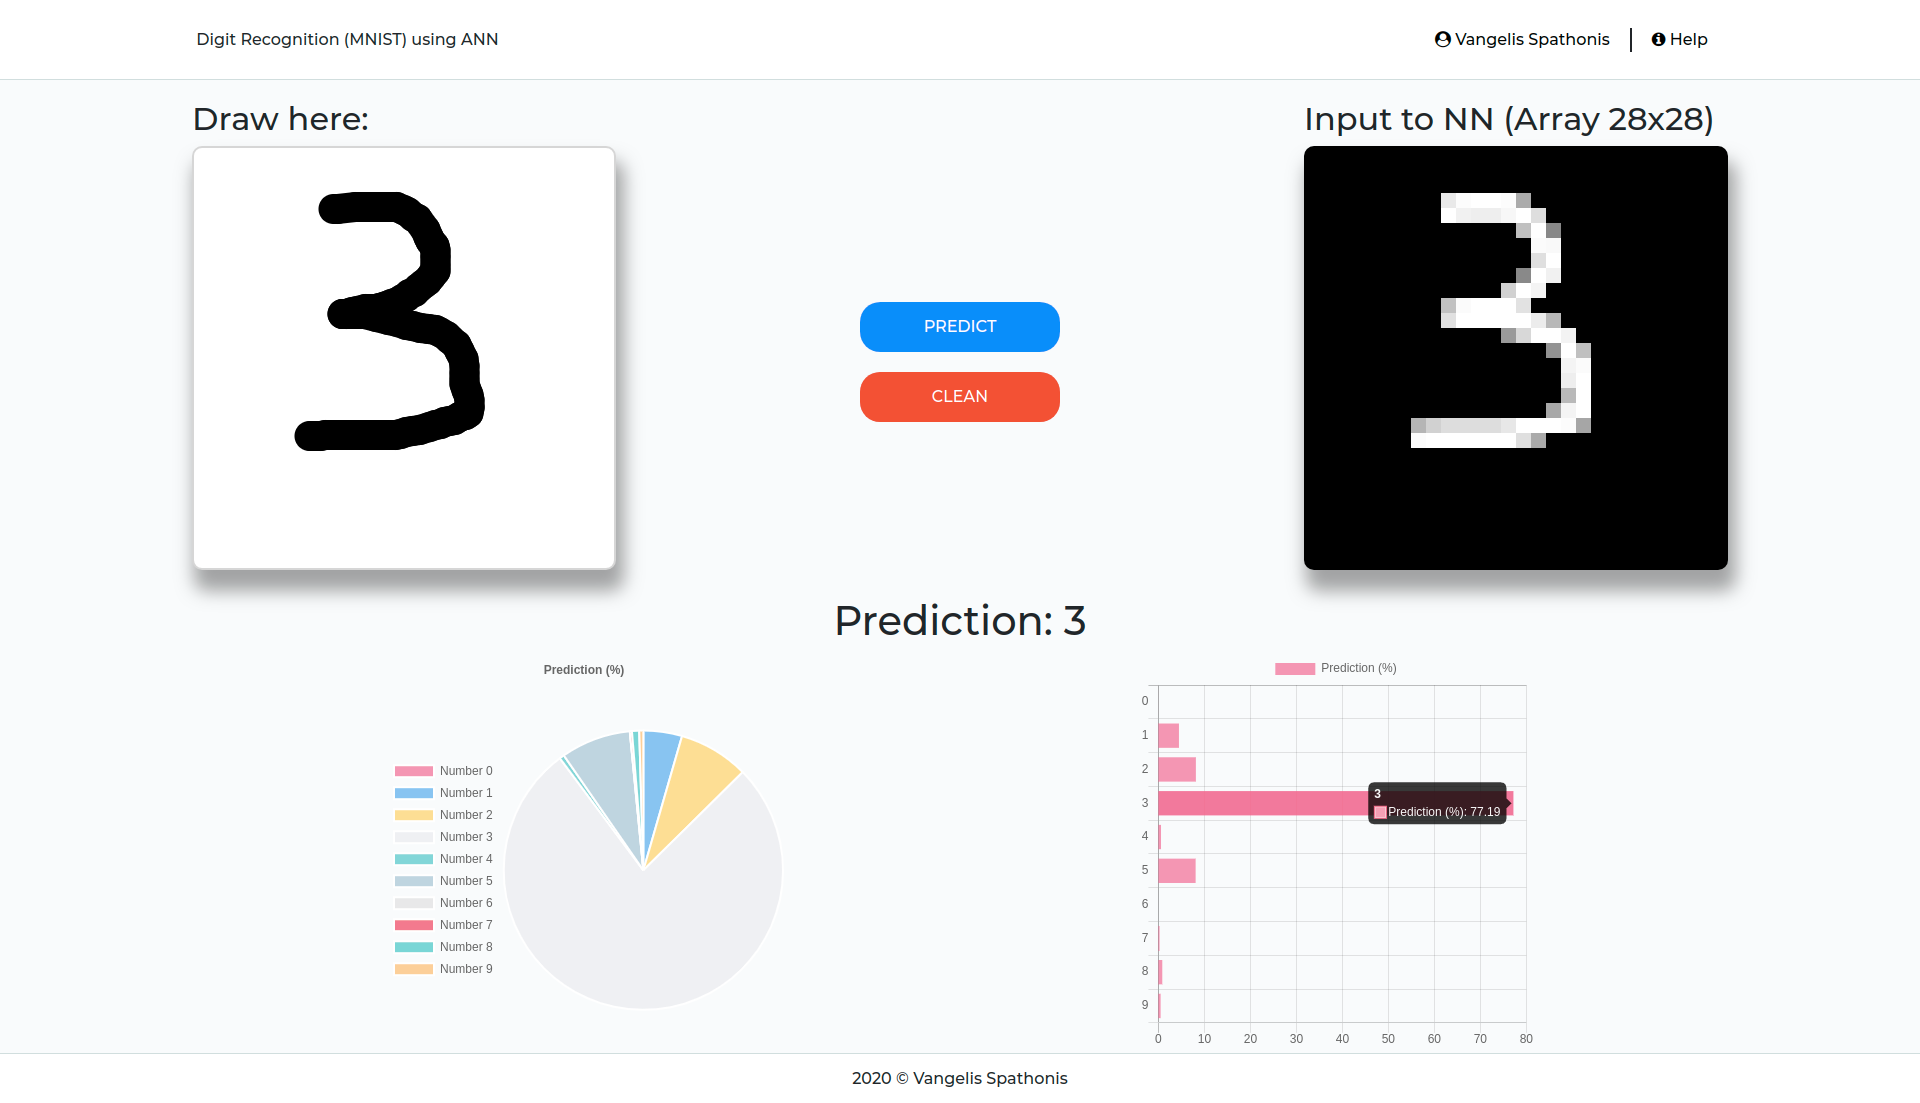 Digit Recognition (MNIST) using ANN
Vangelis Spathonis
Help
Draw here:
Input to NN (Array 28x28)
3
3
PREDICT
CLEAN
Prediction: 3
Prediction (%)
Number 0
Number 1
Number 2
Number 3
Number 4
Number 5
Number 6
Number 7
Number 8
Number 9
Prediction (%)
0
1
2
3
4
5
6
7
8
9
3
Prediction (%): 77.19
0 10 20 30 40 50 60 70 80
2020 © Vangelis Spathonis